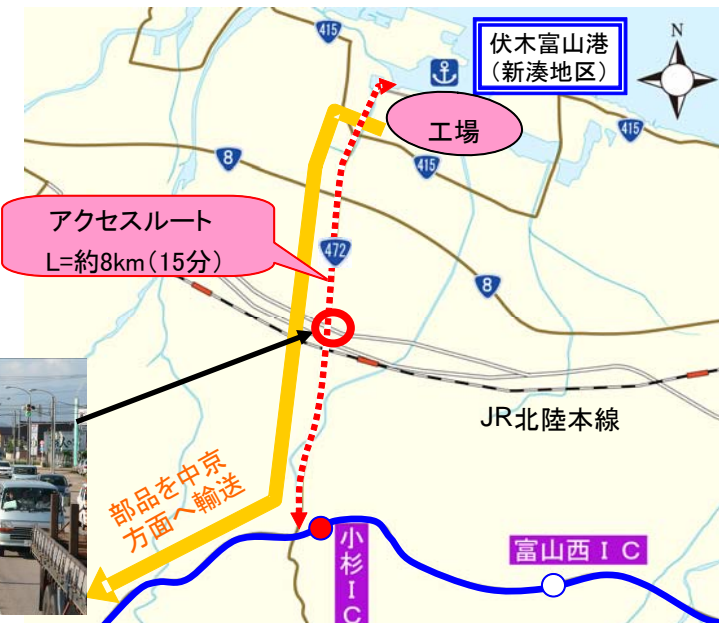 415
伏木富山港
（新湊地区）
N
工場
415
8
415
アクセスルート
L=約8km（15分）
472
8
JR北陸本線
部品を中京
方面へ輸送
小杉ＩＣ
富山西ＩＣ